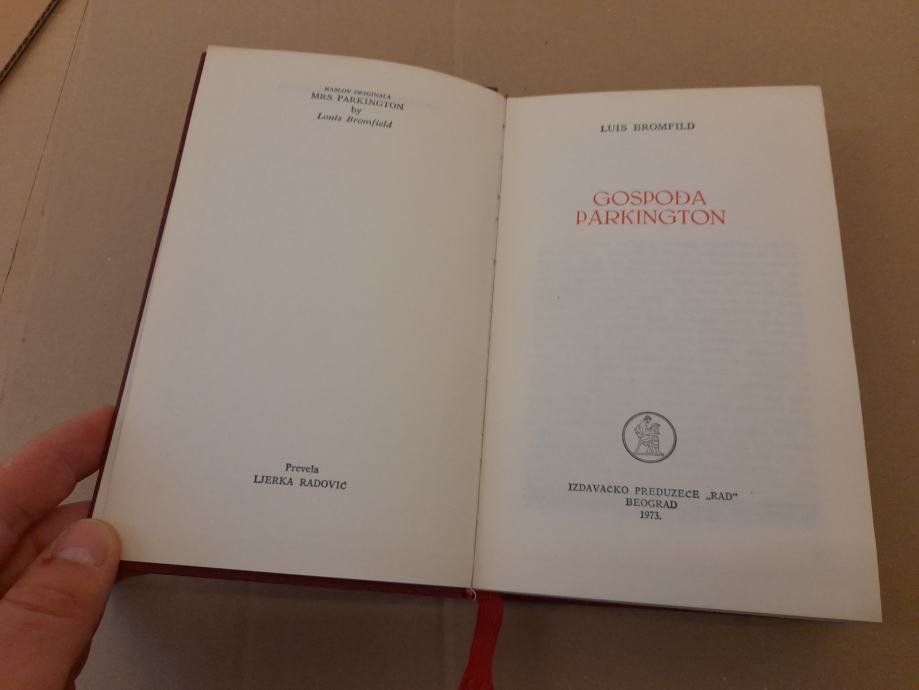 NASLOV ORIGINALA
MRS PARKINGTON
by
Louis Bromfield
Prevela
LJERKA RADOVIĆ
LUIS BROMFILD
GOSPOĐA
PARKINGTON
IZDAVAČKO PREDUZEĆE „RAD”
BEOGRAD
1973.